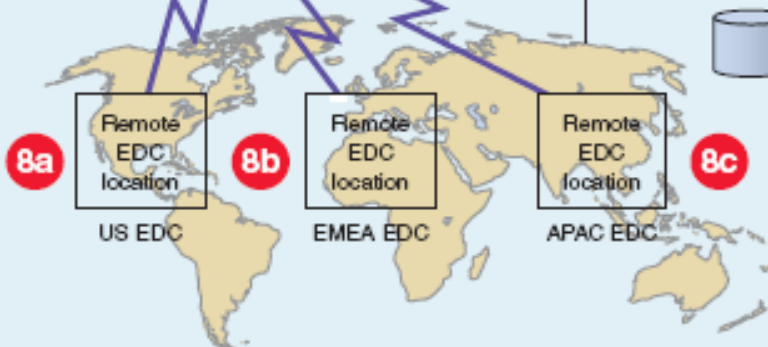 8a
Remote
EDC
location
US EDC
8b
Remote
EDC
location
EMEA EDC
Remote
EDC
location
APAC EDC
8c